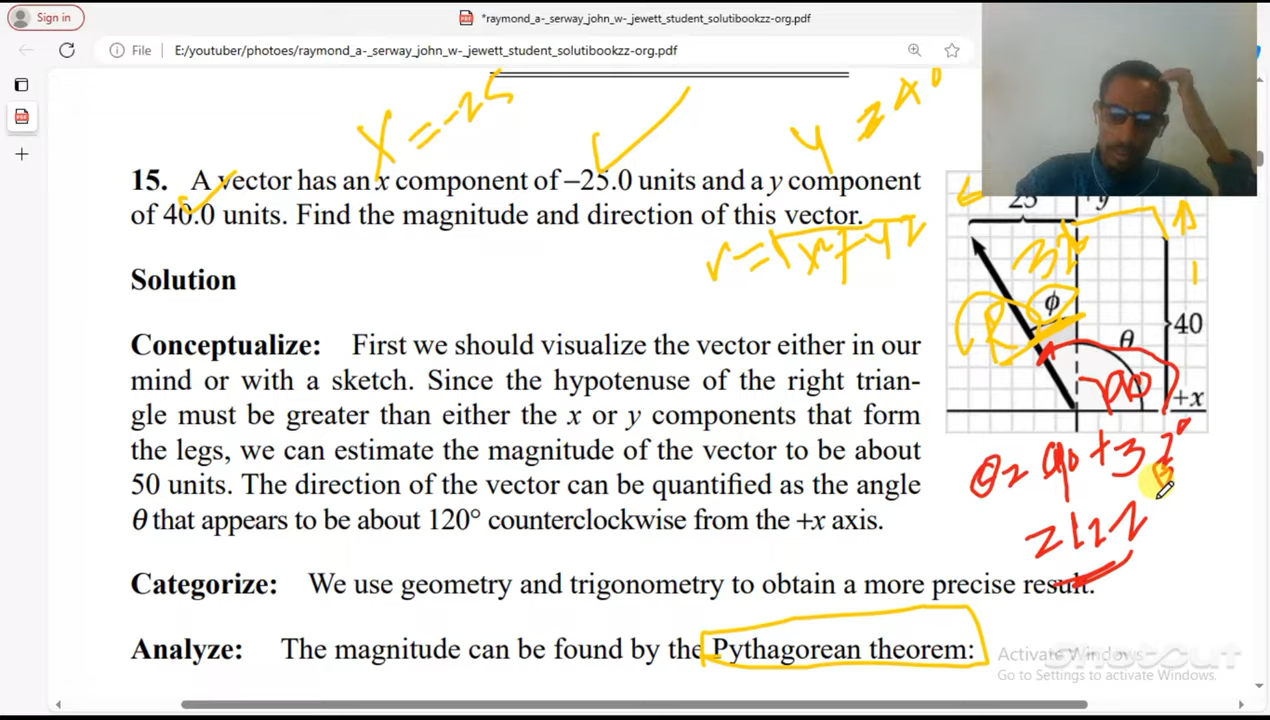 Sign in
*raymond_a-_serway_john_w-_jewett_student_solutibookzz-org.pdf
File E:/youtuber/photoes/raymond_a-_serway_john_w-_jewett_student_solutibookzz-org.pdf
X = -25
y = 40
15. A vector has an x component of −25.0 units and a y component
of 40.0 units. Find the magnitude and direction of this vector.
r = √x²+y²
Solution
25
+y
32
ϕ
R
40
θ
90
+x
Conceptualize: First we should visualize the vector either in our
mind or with a sketch. Since the hypotenuse of the right trian-
gle must be greater than either the x or y components that form
the legs, we can estimate the magnitude of the vector to be about
50 units. The direction of the vector can be quantified as the angle
θ that appears to be about 120° counterclockwise from the +x axis.
θ = 90 + 32°
= 122
Categorize: We use geometry and trigonometry to obtain a more precise result.
Analyze: The magnitude can be found by the Pythagorean theorem:
Activate Windows
Go to Settings to activate Windows.